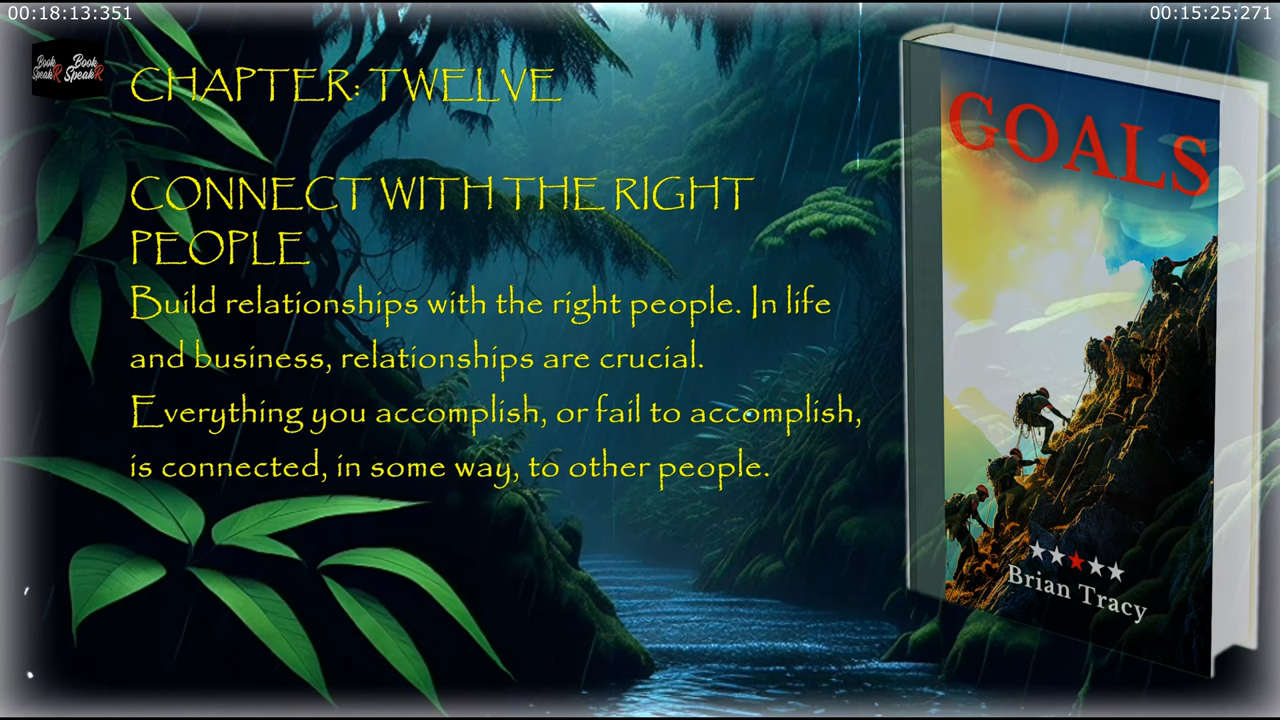 00:18:13:351
00:15:25:271
Book
SpeakR
Book
SpeakR
CHAPTER: TWELVE
CONNECT WITH THE RIGHT
PEOPLE
Build relationships with the right people. In life
and business, relationships are crucial.
Everything you accomplish, or fail to accomplish,
is connected, in some way, to other people.
GOALS
Brian Tracy